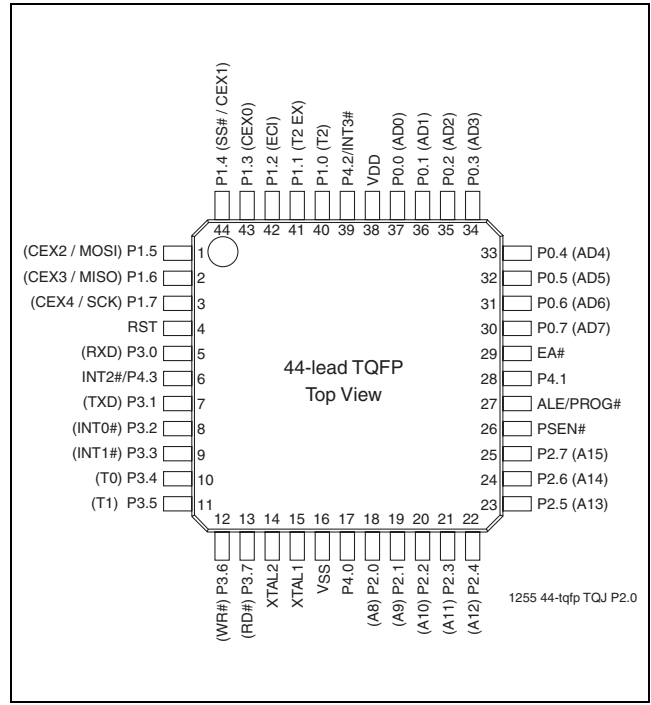 P1.4 (SS# / CEX1)
P1.3 (CEX0)
P1.2 (ECI)
P1.1 (T2 EX)
P1.0 (T2)
P4.2/INT3#
VDD
P0.0 (AD0)
P0.1 (AD1)
P0.2 (AD2)
P0.3 (AD3)
44 43 42 41 40 39 38 37 36 35 34
(CEX2 / MOSI) P1.5 1
(CEX3 / MISO) P1.6 2
(CEX4 / SCK) P1.7 3
RST 4
(RXD) P3.0 5
INT2#/P4.3 6
(TXD) P3.1 7
(INT0#) P3.2 8
(INT1#) P3.3 9
(T0) P3.4 10
(T1) P3.5 11
44-lead TQFP
Top View
33 P0.4 (AD4)
32 P0.5 (AD5)
31 P0.6 (AD6)
30 P0.7 (AD7)
29 EA#
28 P4.1
27 ALE/PROG#
26 PSEN#
25 P2.7 (A15)
24 P2.6 (A14)
23 P2.5 (A13)
12 13 14 15 16 17 18 19 20 21 22
(WR#) P3.6
(RD#) P3.7
XTAL2
XTAL1
VSS
P4.0
(A8) P2.0
(A9) P2.1
(A10) P2.2
(A11) P2.3
(A12) P2.4
1255 44-tqfp TQJ P2.0